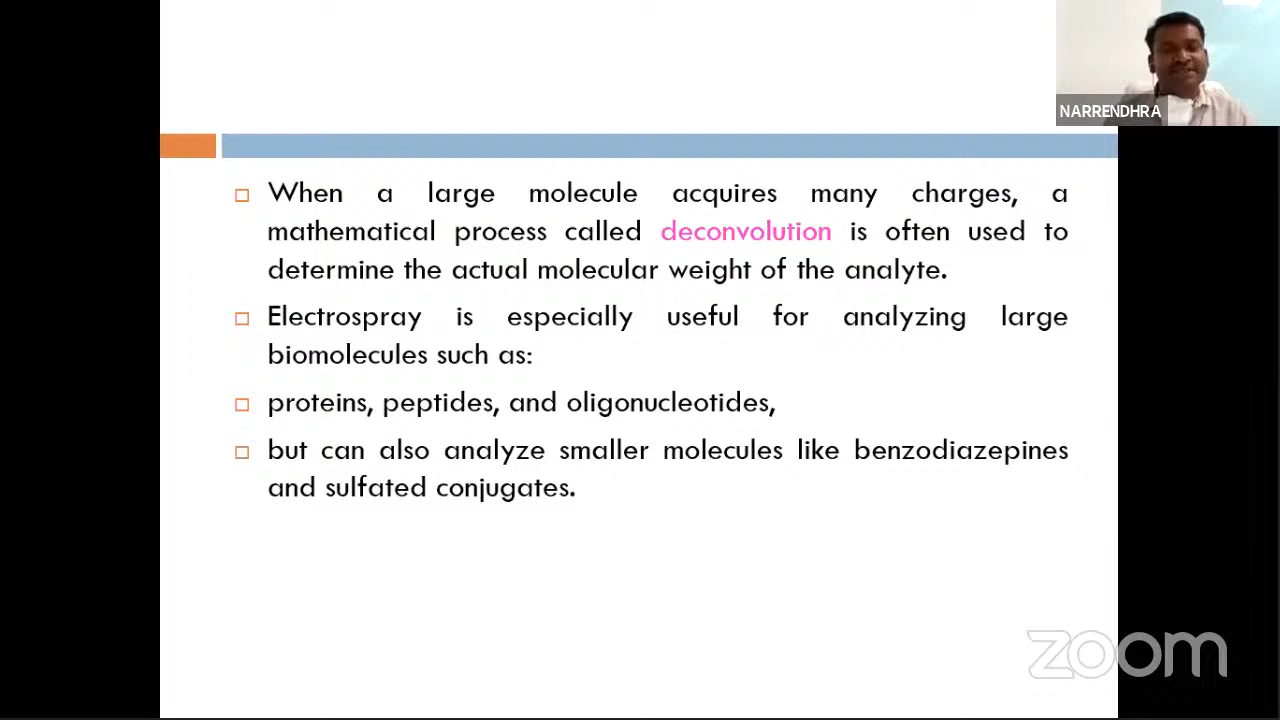 NARRENDHRA
When a large molecule acquires many charges, a
mathematical process called deconvolution is often used to
determine the actual molecular weight of the analyte.
Electrospray is especially useful for analyzing large
biomolecules such as:
proteins, peptides, and oligonucleotides,
but can also analyze smaller molecules like benzodiazepines
and sulfated conjugates.
zoom